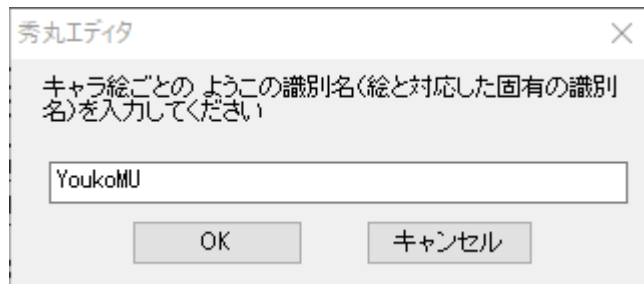 秀丸エディタ
キャラ絵ごとの ようこの識別名(絵と対応した固有の識別
名)を入力してください
YoukoMU
OK
キャンセル